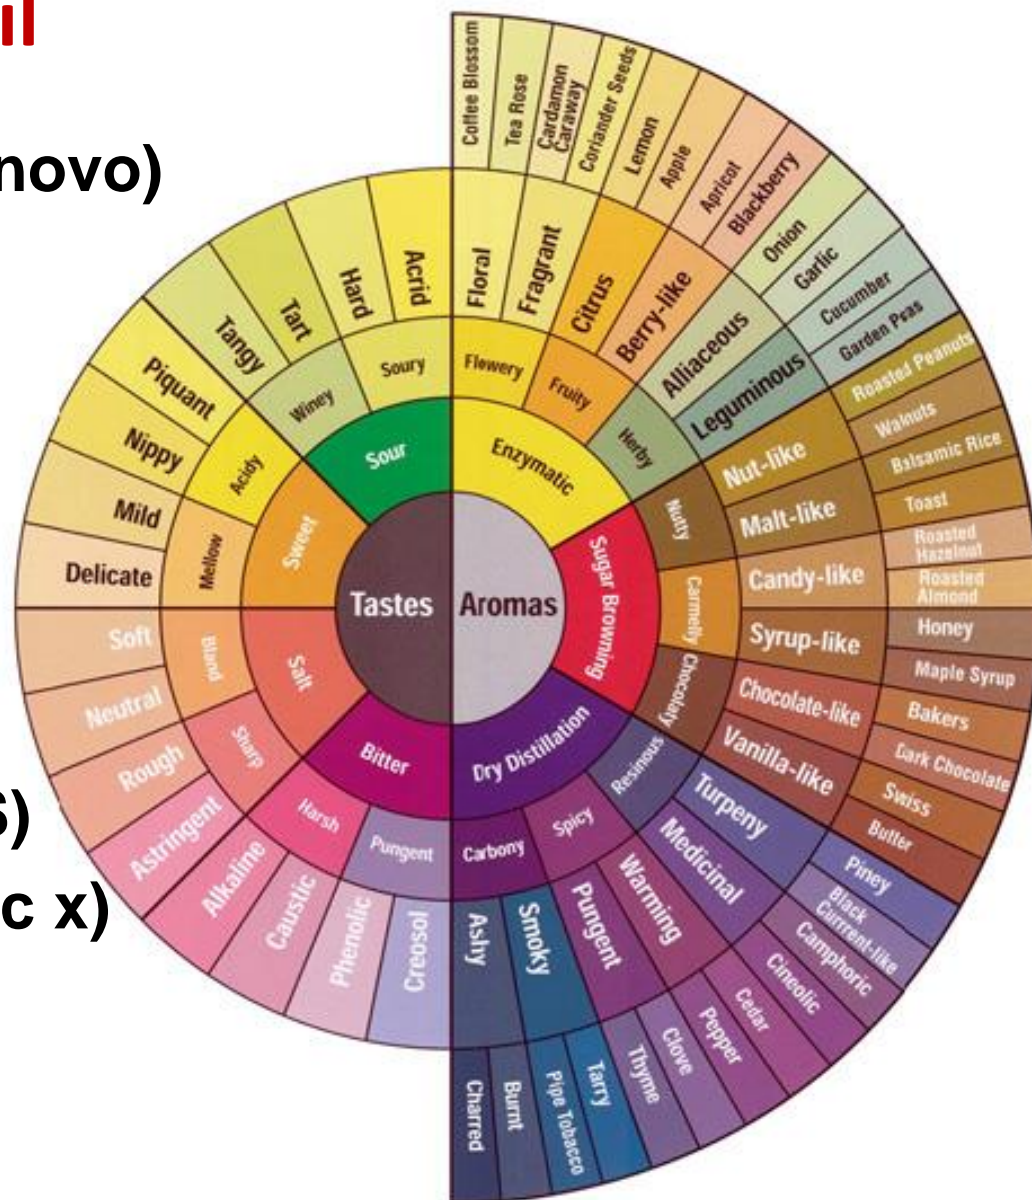 il
novo)
S)
c x)
Tastes
Aromas
Sour
Sweet
Salt
Bitter
Soury
Winey
Acidy
Mellow
Bland
Sharp
Harsh
Pungent
Acrid
Hard
Tart
Tangy
Piquant
Nippy
Mild
Delicate
Soft
Neutral
Rough
Astringent
Alkaline
Caustic
Phenolic
Creosol
Enzymatic
Sugar Browning
Dry Distillation
Flowery
Fruity
Herby
Nutty
Carmelly
Chocolaty
Resinous
Spicy
Carbony
Floral
Fragrant
Citrus
Berry-like
Alliaceous
Leguminous
Nut-like
Malt-like
Candy-like
Syrup-like
Chocolate-like
Vanilla-like
Turpeny
Medicinal
Warming
Pungent
Smoky
Ashy
Coffee Blossom
Tea Rose
Cardamon
Caraway
Coriander Seeds
Lemon
Apple
Apricot
Blackberry
Onion
Garlic
Cucumber
Garden Peas
Roasted Peanuts
Walnuts
Balsamic Rice
Toast
Roasted
Hazelnut
Roasted
Almond
Honey
Maple Syrup
Bakers
Dark Chocolate
Swiss
Butter
Piney
Black
Current-like
Camphoric
Cineolic
Cedar
Pepper
Clove
Thyme
Tarry
Pipe Tobacco
Burnt
Charred